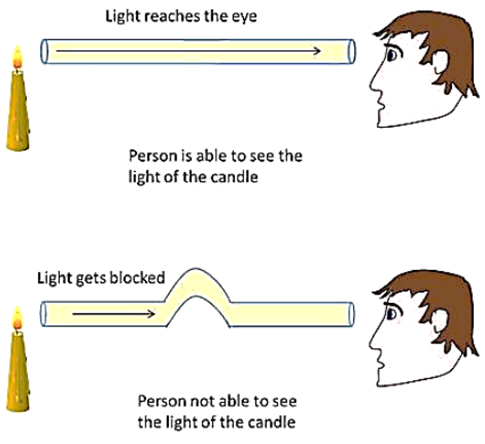 Light reaches the eye
Person is able to see the
light of the candle
Light gets blocked
Person not able to see
the light of the candle